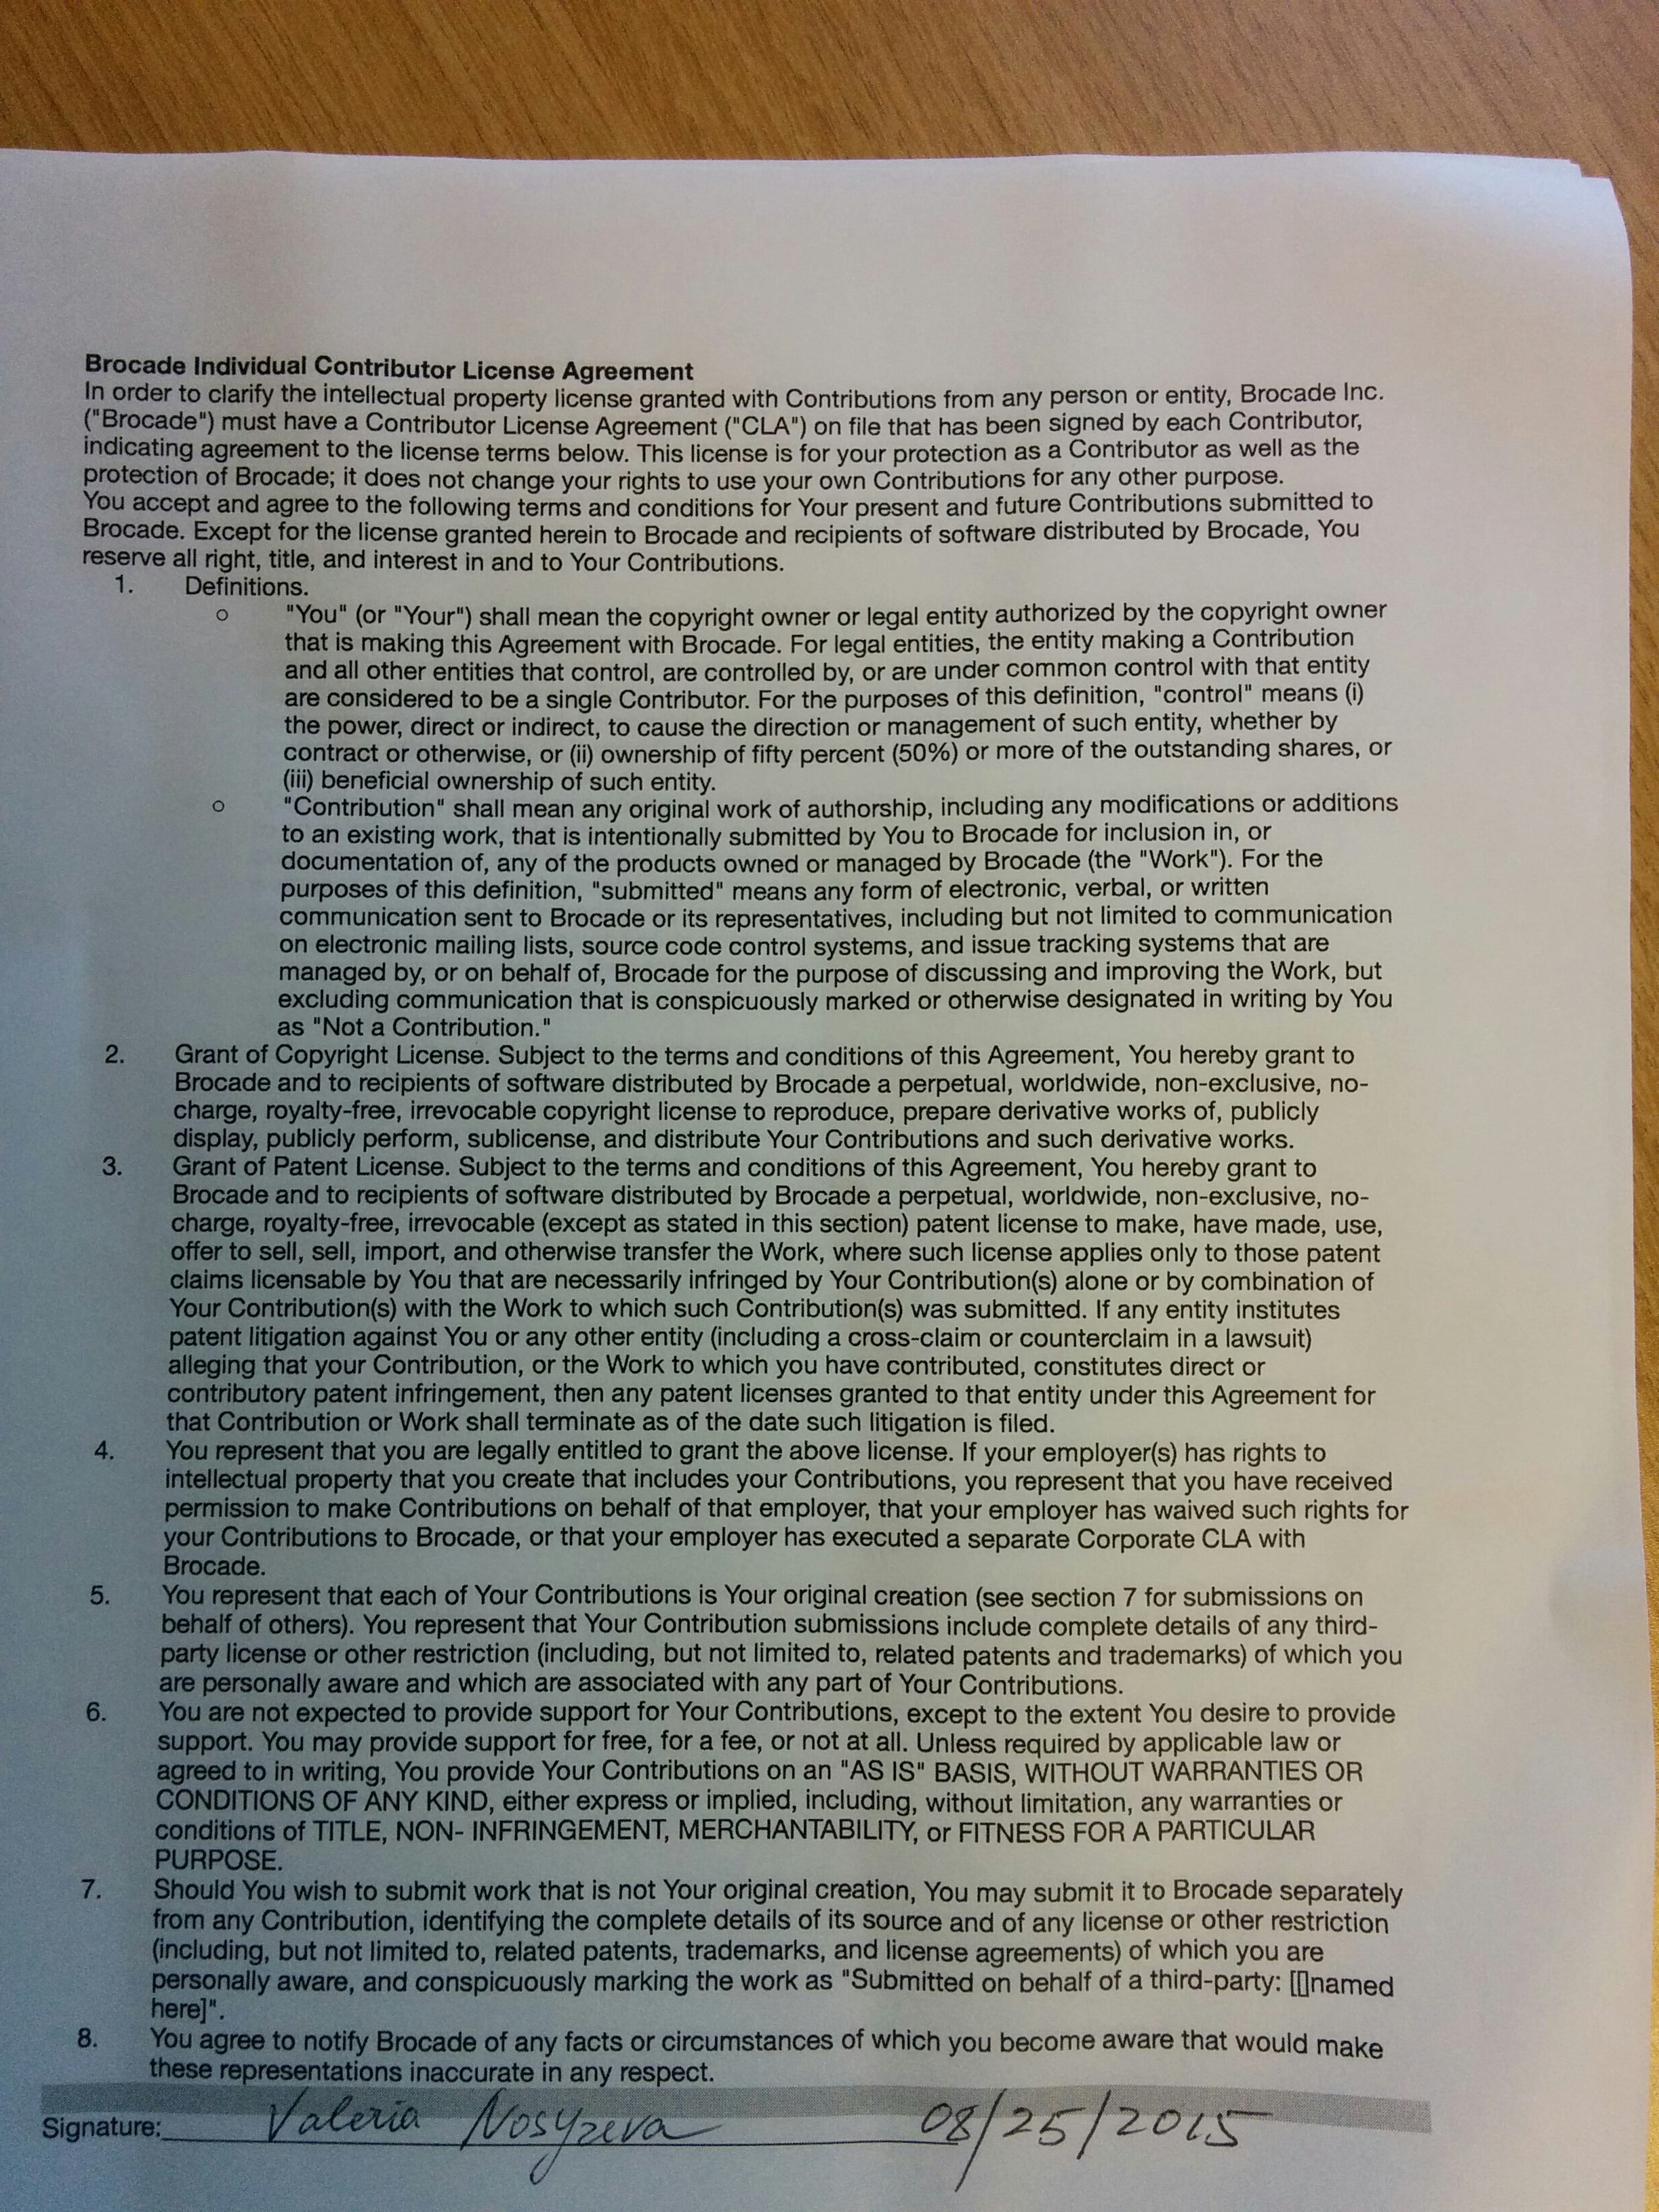 Brocade Individual Contributor License Agreement
In order to clarify the intellectual property license granted with Contributions from any person or entity, Brocade Inc.
("Brocade") must have a Contributor License Agreement ("CLA") on file that has been signed by each Contributor,
indicating agreement to the license terms below. This license is for your protection as a Contributor as well as the
protection of Brocade; it does not change your rights to use your own Contributions for any other purpose.
You accept and agree to the following terms and conditions for Your present and future Contributions submitted to
Brocade. Except for the license granted herein to Brocade and recipients of software distributed by Brocade, You
reserve all right, title, and interest in and to Your Contributions.
1. Definitions.
o "You" (or "Your") shall mean the copyright owner or legal entity authorized by the copyright owner
that is making this Agreement with Brocade. For legal entities, the entity making a Contribution
and all other entities that control, are controlled by, or are under common control with that entity
are considered to be a single Contributor. For the purposes of this definition, "control" means (i)
the power, direct or indirect, to cause the direction or management of such entity, whether by
contract or otherwise, or (ii) ownership of fifty percent (50%) or more of the outstanding shares, or
(iii) beneficial ownership of such entity.
o "Contribution" shall mean any original work of authorship, including any modifications or additions
to an existing work, that is intentionally submitted by You to Brocade for inclusion in, or
documentation of, any of the products owned or managed by Brocade (the "Work"). For the
purposes of this definition, "submitted" means any form of electronic, verbal, or written
communication sent to Brocade or its representatives, including but not limited to communication
on electronic mailing lists, source code control systems, and issue tracking systems that are
managed by, or on behalf of, Brocade for the purpose of discussing and improving the Work, but
excluding communication that is conspicuously marked or otherwise designated in writing by You
as "Not a Contribution."
2. Grant of Copyright License. Subject to the terms and conditions of this Agreement, You hereby grant to
Brocade and to recipients of software distributed by Brocade a perpetual, worldwide, non-exclusive, no-
charge, royalty-free, irrevocable copyright license to reproduce, prepare derivative works of, publicly
display, publicly perform, sublicense, and distribute Your Contributions and such derivative works.
3. Grant of Patent License. Subject to the terms and conditions of this Agreement, You hereby grant to
Brocade and to recipients of software distributed by Brocade a perpetual, worldwide, non-exclusive, no-
charge, royalty-free, irrevocable (except as stated in this section) patent license to make, have made, use,
offer to sell, sell, import, and otherwise transfer the Work, where such license applies only to those patent
claims licensable by You that are necessarily infringed by Your Contribution(s) alone or by combination of
Your Contribution(s) with the Work to which such Contribution(s) was submitted. If any entity institutes
patent litigation against You or any other entity (including a cross-claim or counterclaim in a lawsuit)
alleging that your Contribution, or the Work to which you have contributed, constitutes direct or
contributory patent infringement, then any patent licenses granted to that entity under this Agreement for
that Contribution or Work shall terminate as of the date such litigation is filed.
4. You represent that you are legally entitled to grant the above license. If your employer(s) has rights to
intellectual property that you create that includes your Contributions, you represent that you have received
permission to make Contributions on behalf of that employer, that your employer has waived such rights for
your Contributions to Brocade, or that your employer has executed a separate Corporate CLA with
Brocade.
5. You represent that each of Your Contributions is Your original creation (see section 7 for submissions on
behalf of others). You represent that Your Contribution submissions include complete details of any third-
party license or other restriction (including, but not limited to, related patents and trademarks) of which you
are personally aware and which are associated with any part of Your Contributions.
6. You are not expected to provide support for Your Contributions, except to the extent You desire to provide
support. You may provide support for free, for a fee, or not at all. Unless required by applicable law or
agreed to in writing, You provide Your Contributions on an "AS IS" BASIS, WITHOUT WARRANTIES OR
CONDITIONS OF ANY KIND, either express or implied, including, without limitation, any warranties or
conditions of TITLE, NON- INFRINGEMENT, MERCHANTABILITY, or FITNESS FOR A PARTICULAR
PURPOSE.
7. Should You wish to submit work that is not Your original creation, You may submit it to Brocade separately
from any Contribution, identifying the complete details of its source and of any license or other restriction
(including, but not limited to, related patents, trademarks, and license agreements) of which you are
personally aware, and conspicuously marking the work as "Submitted on behalf of a third-party: [[]named
here]".
8. You agree to notify Brocade of any facts or circumstances of which you become aware that would make
these representations inaccurate in any respect.
Signature: Valeria Nosyreva 08/25/2015